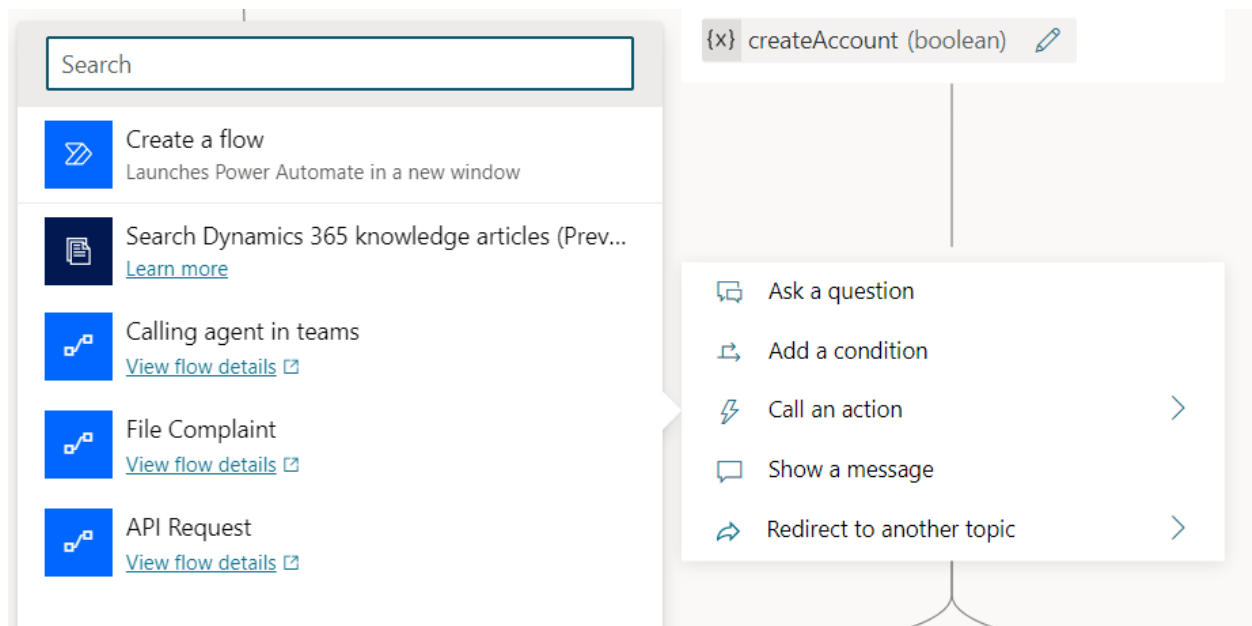 Search
Create a flow
Launches Power Automate in a new window
Search Dynamics 365 knowledge articles (Prev...
Learn more
Calling agent in teams
View flow details
File Complaint
View flow details
API Request
View flow details
{x} createAccount (boolean)
Ask a question
Add a condition
Call an action
Show a message
Redirect to another topic